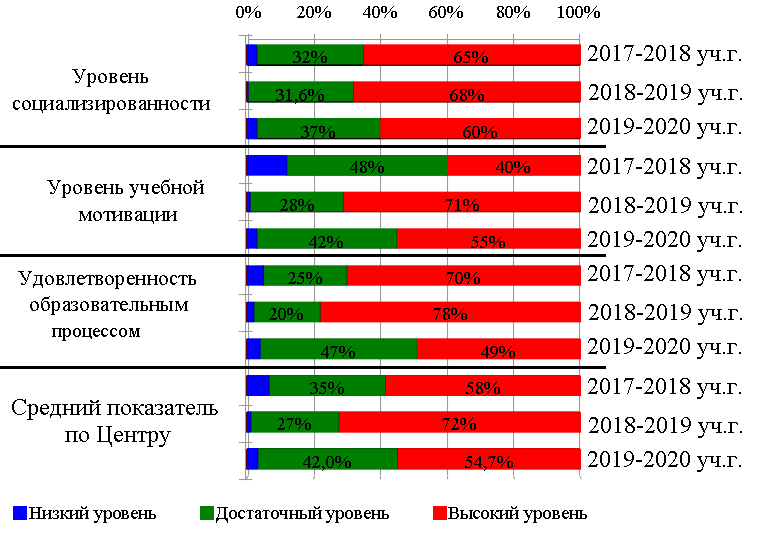 0% 20% 40% 60% 80% 100%
Уровень
социализированности
32% 65% 2017-2018 уч.г.
31,6% 68% 2018-2019 уч.г.
37% 60% 2019-2020 уч.г.
Уровень учебной
мотивации
48% 40% 2017-2018 уч.г.
28% 71% 2018-2019 уч.г.
42% 55% 2019-2020 уч.г.
Удовлетворенность
образовательным
процессом
25% 70% 2017-2018 уч.г.
20% 78% 2018-2019 уч.г.
47% 49% 2019-2020 уч.г.
Средний показатель
по Центру
35% 58% 2017-2018 уч.г.
27% 72% 2018-2019 уч.г.
42,0% 54,7% 2019-2020 уч.г.
Низкий уровень Достаточный уровень Высокий уровень